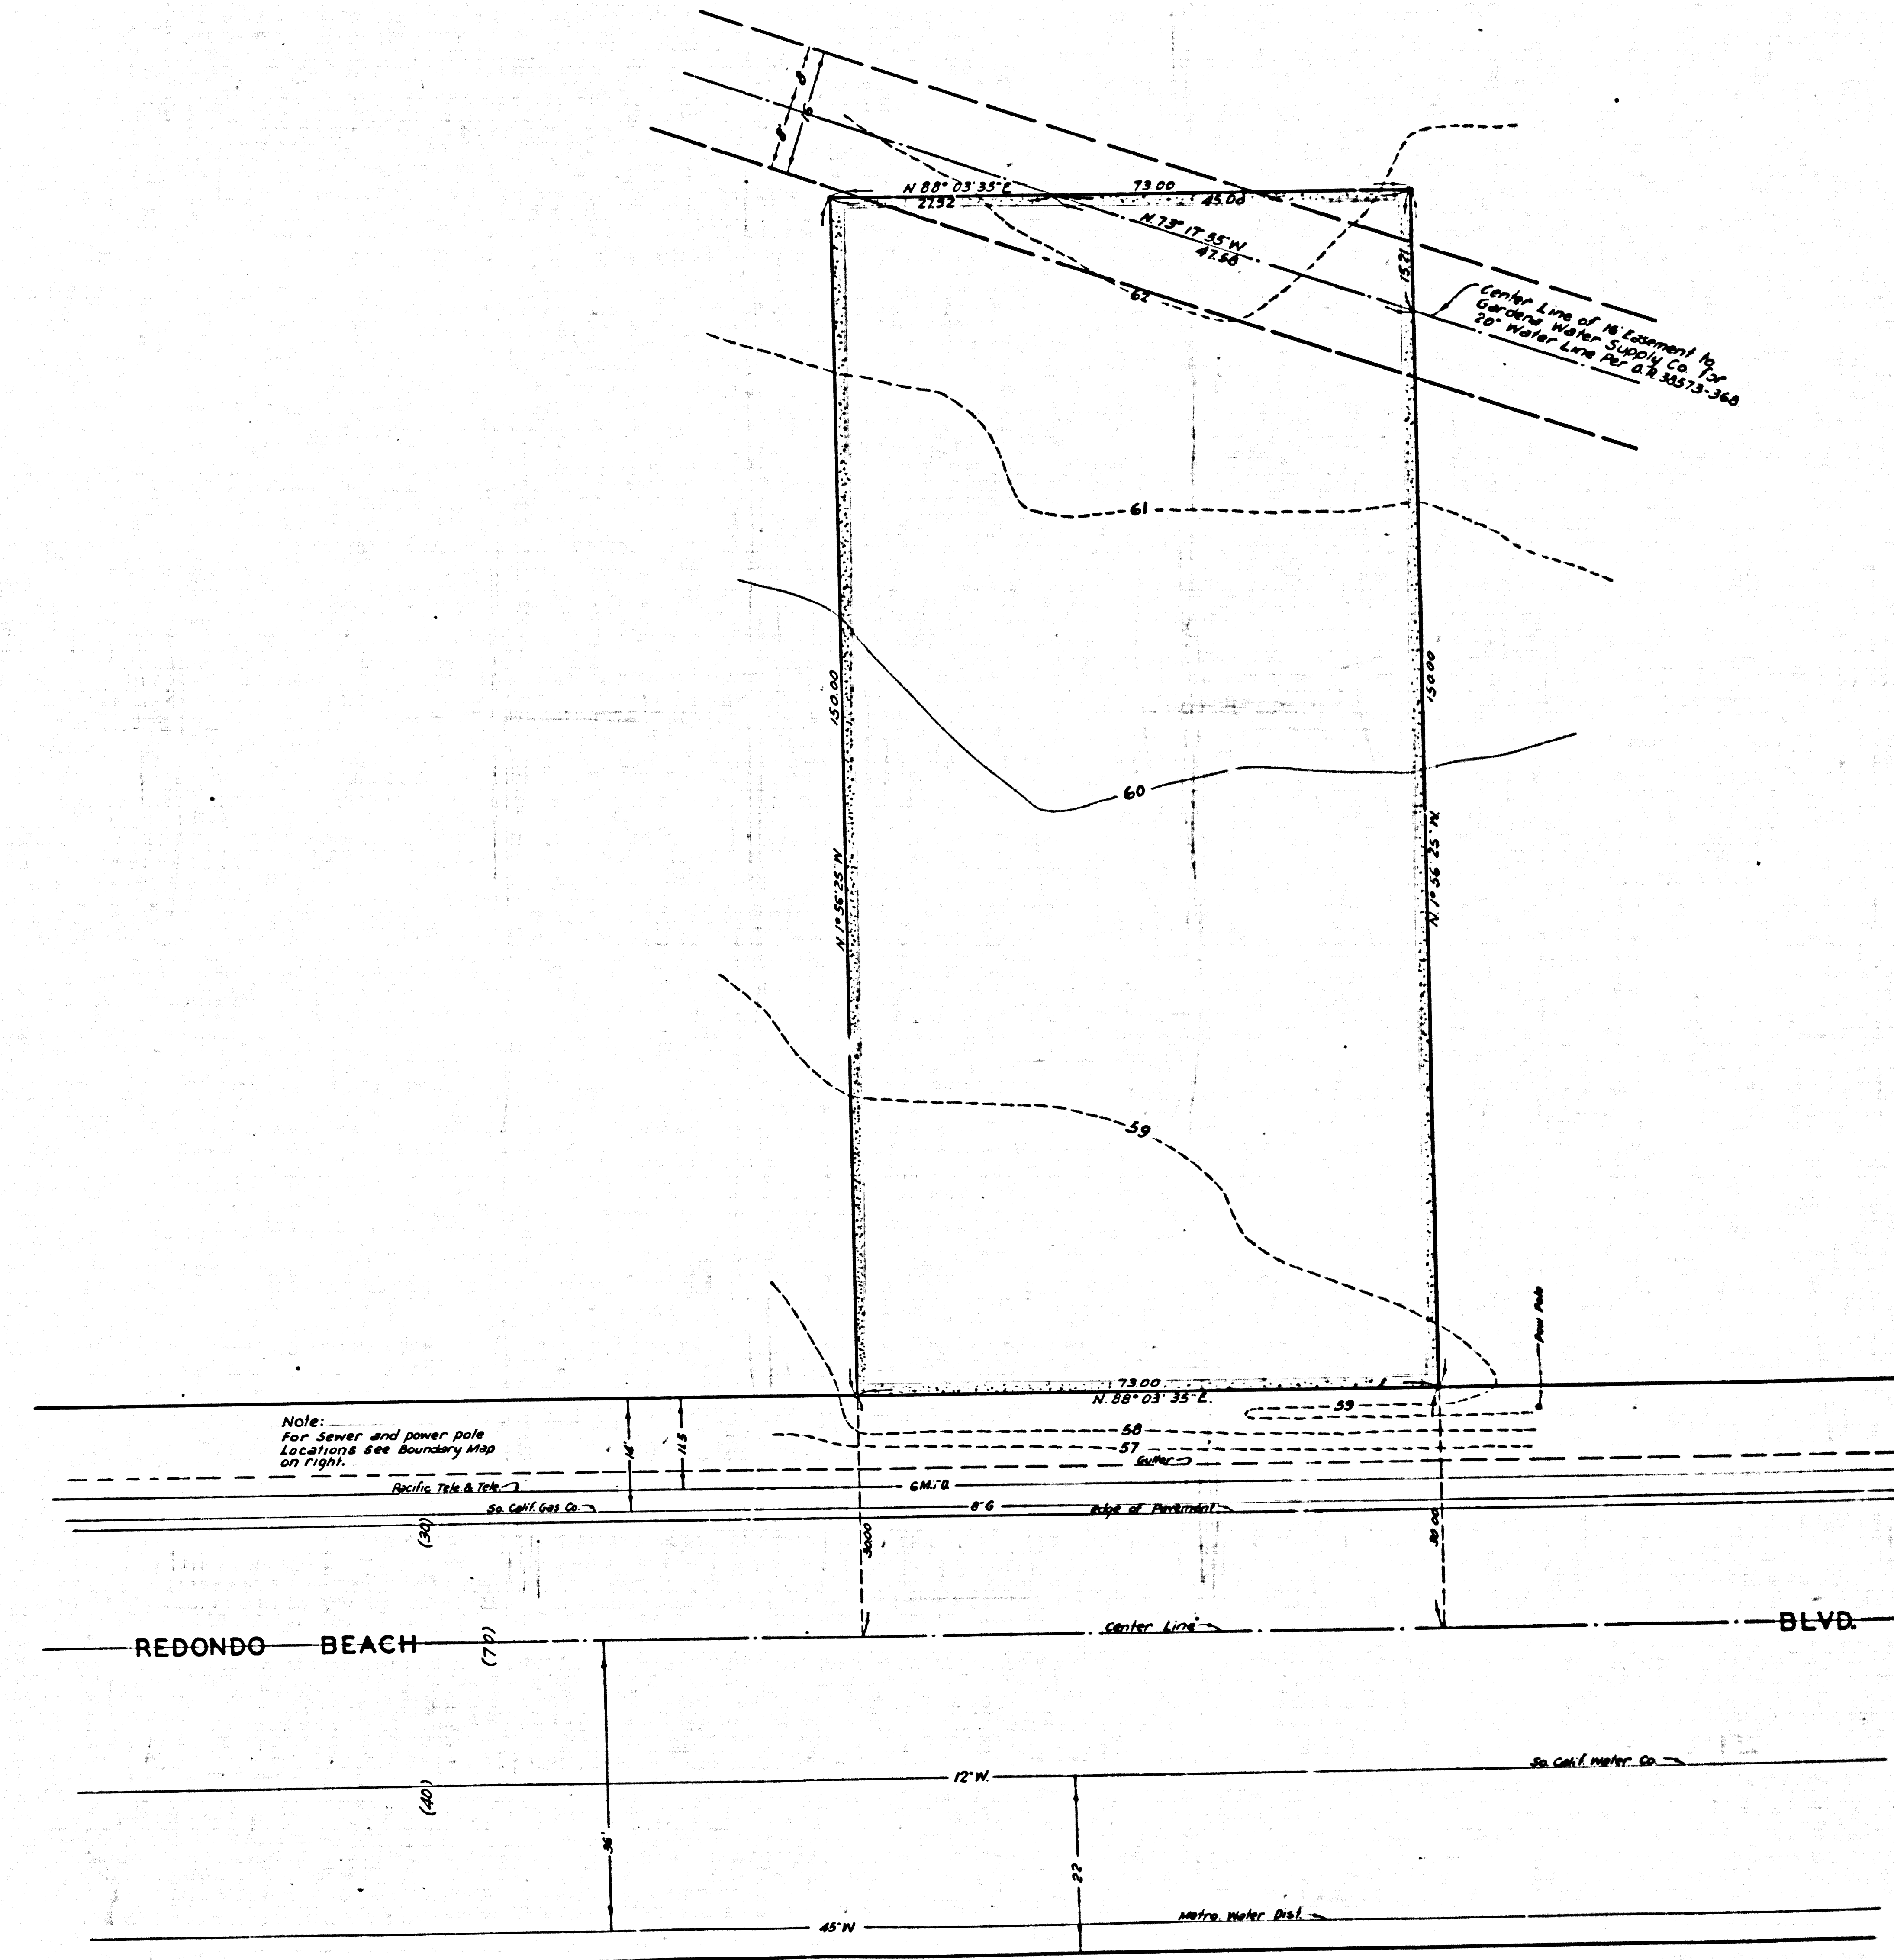 8
8'
16
N 88° 03' 35" E
73.00
45.08
N. 73° 17' 55" W
47.58
15.21
Center Line of 16' Easement to
Gardena Water Supply Co. for
20" Water Line Per O.R. 38573-368
62
61
60
59
150.00
N 1° 56' 25" W
150.00
N. 1° 56' 25" W.
Pow. Pole
73.00
N. 88° 03' 35" E.
Note:
For Sewer and power pole
Locations see Boundary Map
on right.
59
58
57
Gutter
14'
11.5
Pacific Tele. & Tele.
6 M.T.D.
So. Calif. Gas Co.
8" G
Edge of Pavement
(30)
30.00
30.00
Center Line
REDONDO BEACH BLVD.
(70)
12" W.
So. Calif. Water Co.
(40)
36'
22
45" W
Metro. Water Dist.